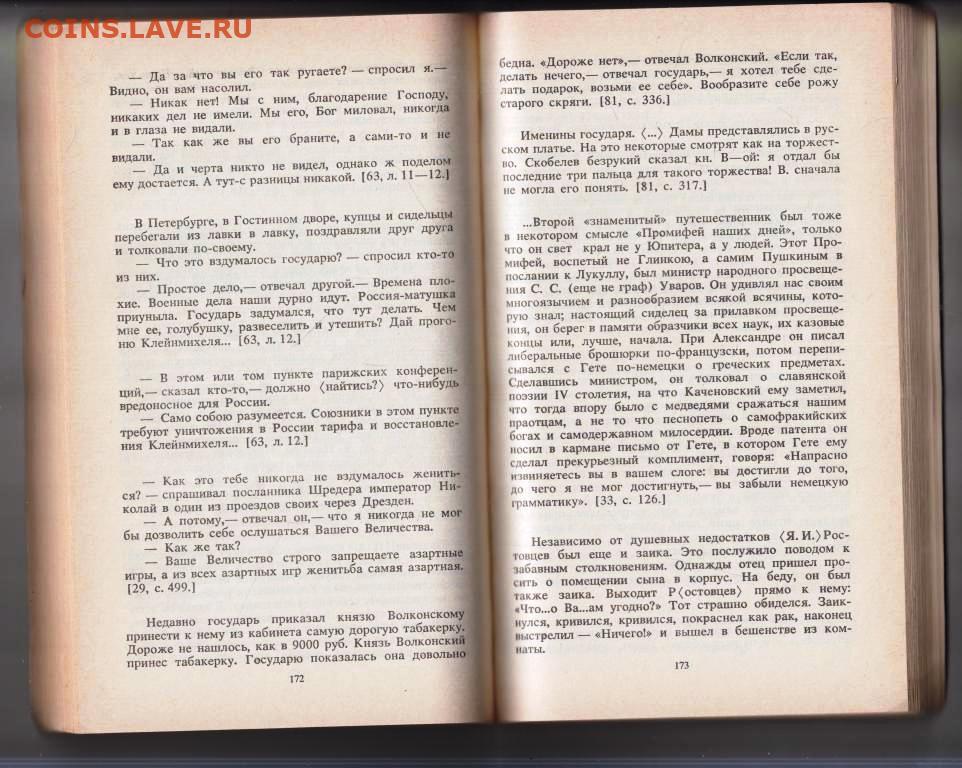 COINS.LAVE.RU
— Да за что вы его так ругаете? — спросил я.—
Видно, он вам насолил.
— Никак нет! Мы с ним, благодарение Господу,
никаких дел не имели. Мы его, Бог миловал, никогда
и в глаза не видали.
— Так как же вы его браните, а сами-то и не
видали.
— Да и черта никто не видел, однако ж поделом
ему достается. А тут-с разницы никакой. [63, л. 11—12.]
В Петербурге, в Гостинном дворе, купцы и сидельцы
перебегали из лавки в лавку, поздравляли друг друга
и толковали по-своему.
— Что это вздумалось государю? — спросил кто-то
из них.
— Простое дело,— отвечал другой.— Времена пло-
хие. Военные дела наши дурно идут. Россия-матушка
приуныла. Государь задумался, что тут делать. Чем
мне ее, голубушку, развеселить и утешить? Дай прого-
ню Клейнмихеля... [63, л. 12.]
— В этом или том пункте парижских конферен-
ций,— сказал кто-то,— должно ⟨найтись?⟩ что-нибудь
вредоносное для России.
— Само собою разумеется. Союзники в этом пункте
требуют уничтожения в России тарифа и восстановле-
ния Клейнмихеля... [63, л. 12.]
— Как это тебе никогда не вздумалось женить-
ся? — спрашивал посланника Шредера император Ни-
колай в один из проездов своих через Дрезден.
— А потому,— отвечал он,— что я никогда не мог
бы дозволить себе ослушаться Вашего Величества.
— Как же так?
— Ваше Величество строго запрещаете азартные
игры, а из всех азартных игр женитьба самая азартная.
[29, с. 499.]
Недавно государь приказал князю Волконскому
принести к нему из кабинета самую дорогую табакерку.
Дороже не нашлось, как в 9000 руб. Князь Волконский
принес табакерку. Государю показалась она довольно
172
бедна. «Дороже нет»,— отвечал Волконский. «Если так,
делать нечего,— отвечал государь,— я хотел тебе сде-
лать подарок, возьми ее себе». Вообразите себе рожу
старого скряги. [81, с. 336.]
Именины государя. ⟨...⟩ Дамы представлялись в рус-
ском платье. На это некоторые смотрят как на торжест-
во. Скобелев безрукий сказал кн. В—ой: я отдал бы
последние три пальца для такого торжества! В. сначала
не могла его понять. [81, с. 317.]
...Второй «знаменитый» путешественник был тоже
в некотором смысле «Промифей наших дней», только
что он свет крал не у Юпитера, а у людей. Этот Про-
мифей, воспетый не Глинкою, а самим Пушкиным в
послании к Лукуллу, был министр народного просвеще-
ния С. С. (еще не граф) Уваров. Он удивлял нас своим
многоязычием и разнообразием всякой всячины, кото-
рую знал; настоящий сиделец за прилавком просвеще-
ния, он берег в памяти образчики всех наук, их казовые
концы или, лучше, начала. При Александре он писал
либеральные брошюрки по-французски, потом перепи-
сывался с Гете по-немецки о греческих предметах.
Сделавшись министром, он толковал о славянской
поэзии IV столетия, на что Каченовский ему заметил,
что тогда впору было с медведями сражаться нашим
праотцам, а не то что песнопеть о самофракийских
богах и самодержавном милосердии. Вроде патента он
носил в кармане письмо от Гете, в котором Гете ему
сделал прекурьезный комплимент, говоря: «Напрасно
извиняетесь вы в вашем слоге: вы достигли до того,
до чего я не мог достигнуть,— вы забыли немецкую
грамматику». [33, с. 126.]
Независимо от душевных недостатков ⟨Я. И.⟩ Рос-
товцев был еще и заика. Это послужило поводом к
забавным столкновениям. Однажды отец пришел про-
сить о помещении сына в корпус. На беду, он был
также заика. Выходит Р⟨остовцев⟩ прямо к нему:
«Что...о Ва...ам угодно?» Тот страшно обиделся. Заик-
нулся, кривился, кривился, покраснел как рак, наконец
выстрелил — «Ничего!» и вышел в бешенстве из ком-
наты.
173